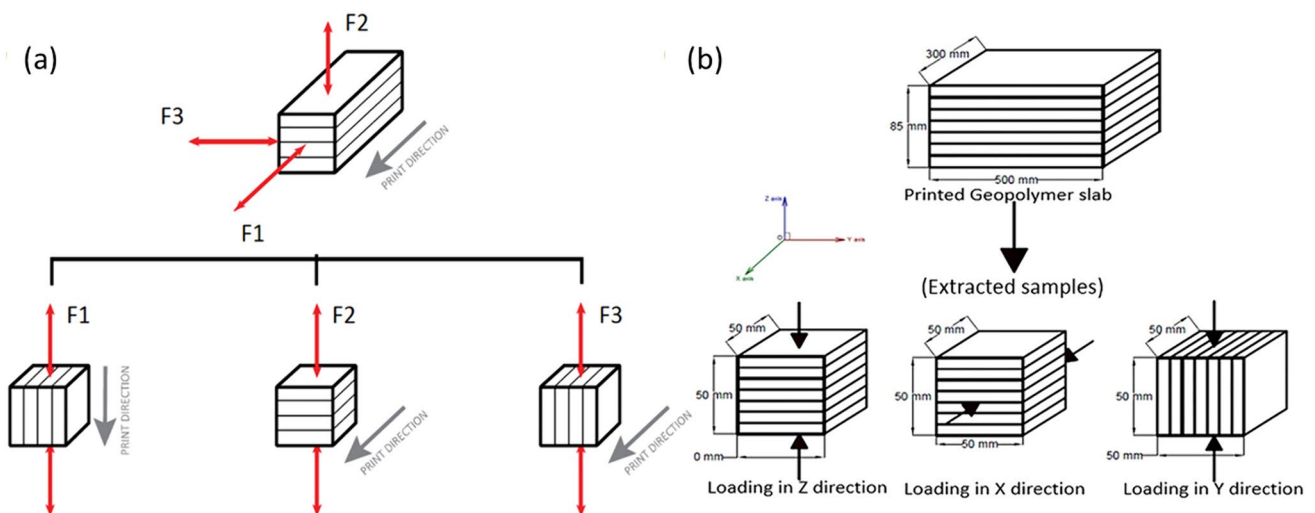 (a)
F2
F3
PRINT DIRECTION
F1
F1
F2
F3
PRINT DIRECTION
PRINT DIRECTION
PRINT DIRECTION
(b)
300 mm
85 mm
500 mm
Printed Geopolymer slab
Z axis
O
Y axis
X axis
(Extracted samples)
50 mm
50 mm
50 mm
50 mm
50 mm
50 mm
0 mm
50 mm
50 mm
Loading in Z direction
Loading in X direction
Loading in Y direction